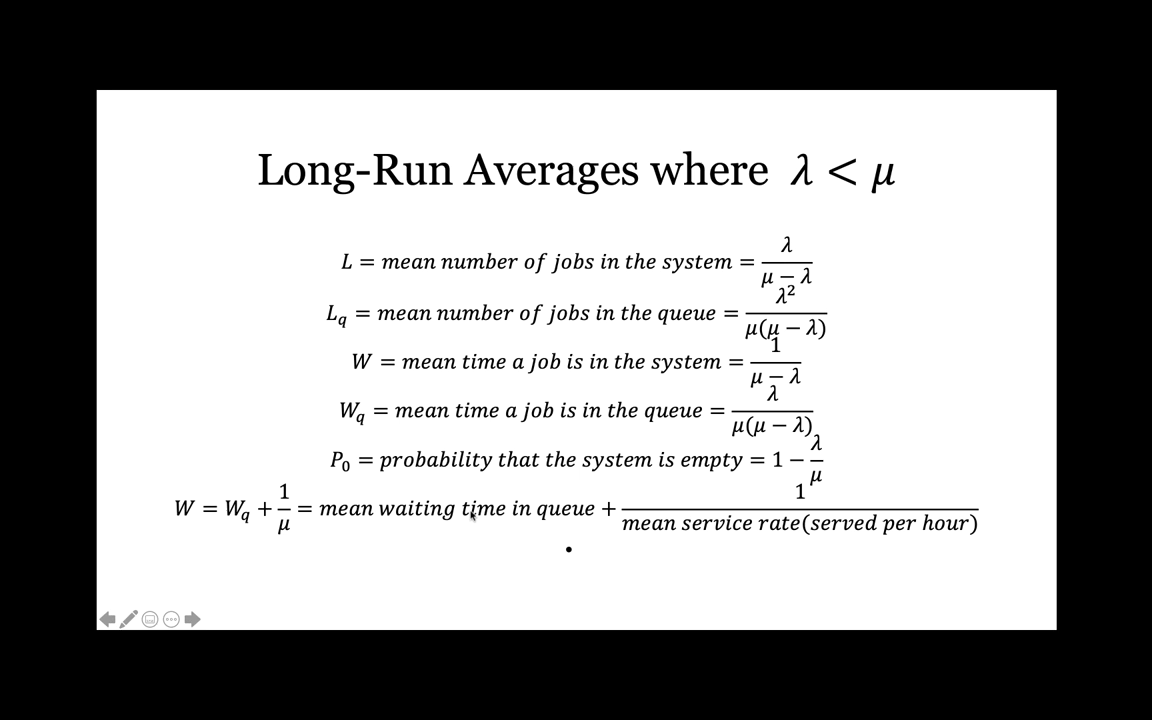 Long-Run Averages where λ < μ
L = mean number of jobs in the system = λ/(μ − λ)
L_q = mean number of jobs in the queue = λ²/(μ(μ − λ))
W = mean time a job is in the system = 1/(μ − λ)
W_q = mean time a job is in the queue = λ/(μ(μ − λ))
P₀ = probability that the system is empty = 1 − λ/μ
W = W_q + 1/μ = mean waiting time in queue + 1/(mean service rate(served per hour))
•